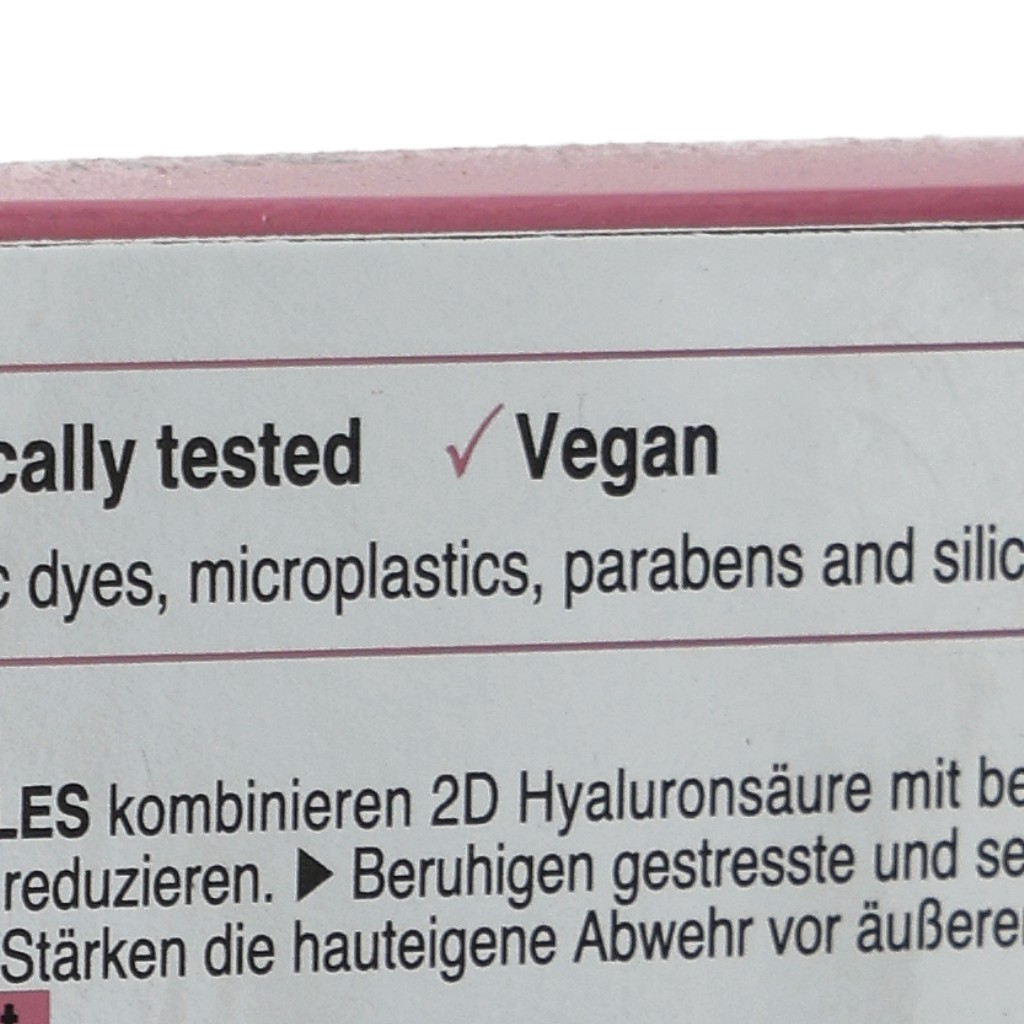 cally tested ✓ Vegan
c dyes, microplastics, parabens and silic
LES kombinieren 2D Hyaluronsäure mit be
reduzieren. ▶ Beruhigen gestresste und se
Stärken die hauteigene Abwehr vor äußere
t